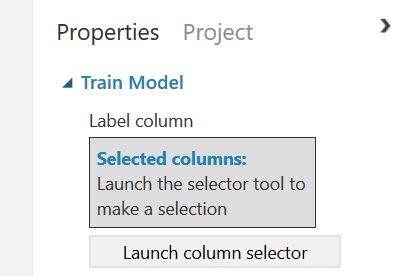 Properties Project
Train Model
Label column
Selected columns:
Launch the selector tool to
make a selection
Launch column selector